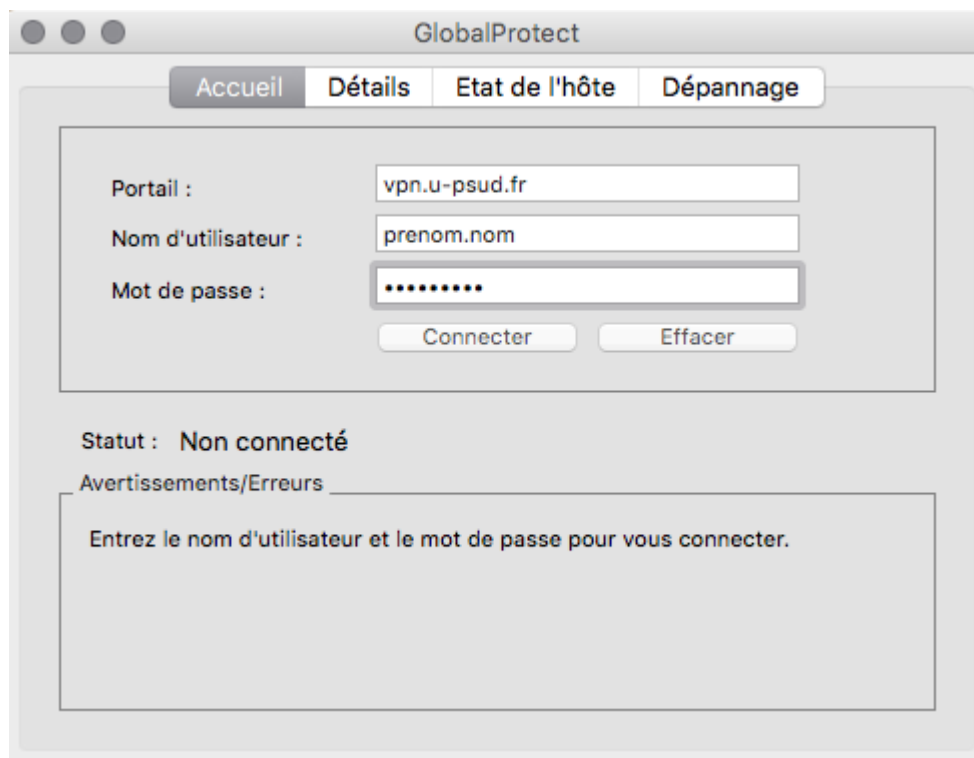 GlobalProtect
Accueil Détails Etat de l'hôte Dépannage
Portail : vpn.u-psud.fr
Nom d'utilisateur : prenom.nom
Mot de passe : •••••••••
Connecter Effacer
Statut : Non connecté
Avertissements/Erreurs
Entrez le nom d'utilisateur et le mot de passe pour vous connecter.